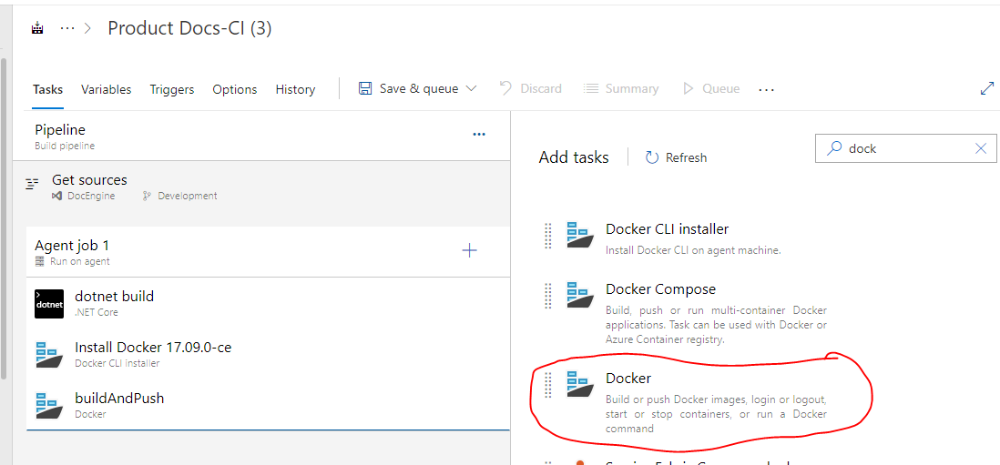 ··· > Product Docs-CI (3)
Tasks Variables Triggers Options History Save & queue Discard Summary Queue ···
Pipeline
Build pipeline
Get sources
DocEngine Development
Agent job 1
Run on agent
>
dotnet
dotnet build
.NET Core
Install Docker 17.09.0-ce
Docker CLI installer
buildAndPush
Docker
Add tasks Refresh dock
Docker CLI installer
Install Docker CLI on agent machine.
Docker Compose
Build, push or run multi-container Docker
applications. Task can be used with Docker or
Azure Container registry.
Docker
Build or push Docker images, login or logout,
start or stop containers, or run a Docker
command